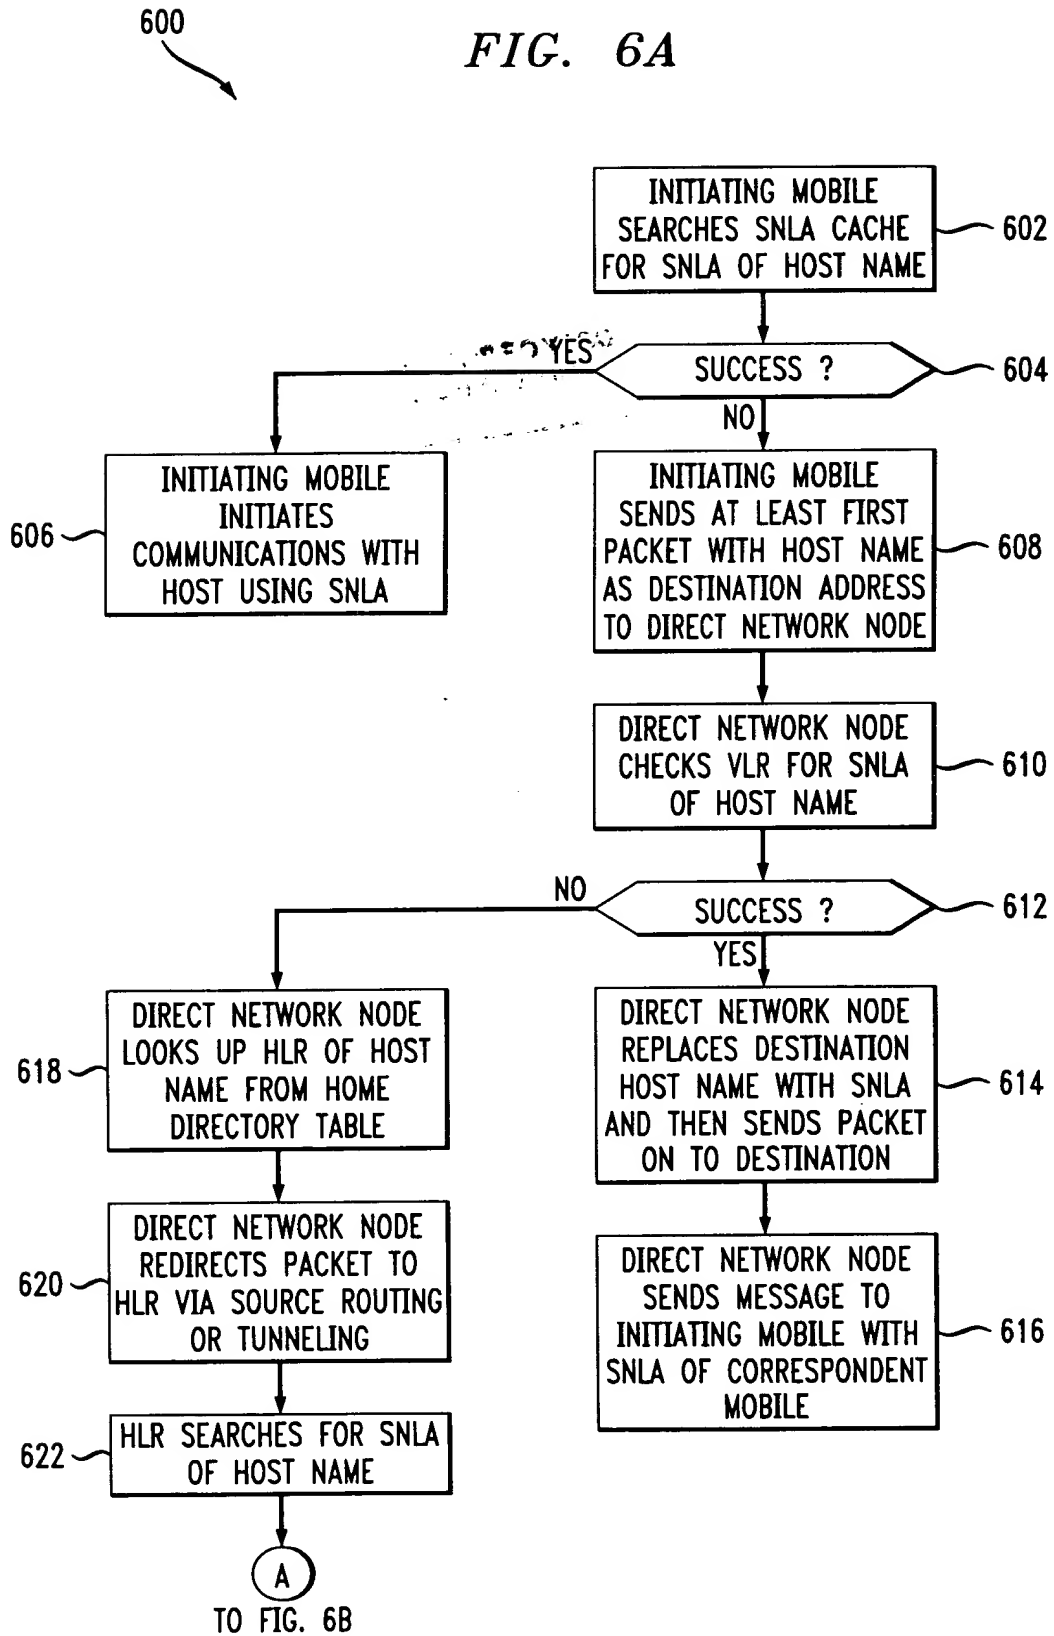 600
FIG. 6A
INITIATING MOBILE
SEARCHES SNLA CACHE
FOR SNLA OF HOST NAME
602
YES
SUCCESS ?
604
NO
INITIATING MOBILE
INITIATES
COMMUNICATIONS WITH
HOST USING SNLA
606
INITIATING MOBILE
SENDS AT LEAST FIRST
PACKET WITH HOST NAME
AS DESTINATION ADDRESS
TO DIRECT NETWORK NODE
608
DIRECT NETWORK NODE
CHECKS VLR FOR SNLA
OF HOST NAME
610
NO
SUCCESS ?
612
YES
DIRECT NETWORK NODE
LOOKS UP HLR OF HOST
NAME FROM HOME
DIRECTORY TABLE
618
DIRECT NETWORK NODE
REPLACES DESTINATION
HOST NAME WITH SNLA
AND THEN SENDS PACKET
ON TO DESTINATION
614
DIRECT NETWORK NODE
REDIRECTS PACKET TO
HLR VIA SOURCE ROUTING
OR TUNNELING
620
DIRECT NETWORK NODE
SENDS MESSAGE TO
INITIATING MOBILE WITH
SNLA OF CORRESPONDENT
MOBILE
616
HLR SEARCHES FOR SNLA
OF HOST NAME
622
A
TO FIG. 6B